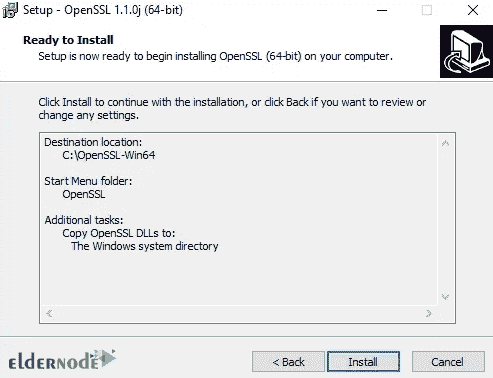 Setup - OpenSSL 1.1.0j (64-bit)
Ready to Install
Setup is now ready to begin installing OpenSSL (64-bit) on your computer.
Click Install to continue with the installation, or click Back if you want to review or
change any settings.
Destination location:
C:\OpenSSL-Win64
Start Menu folder:
OpenSSL
Additional tasks:
Copy OpenSSL DLLs to:
The Windows system directory
eldernode
< Back
Install
Cancel